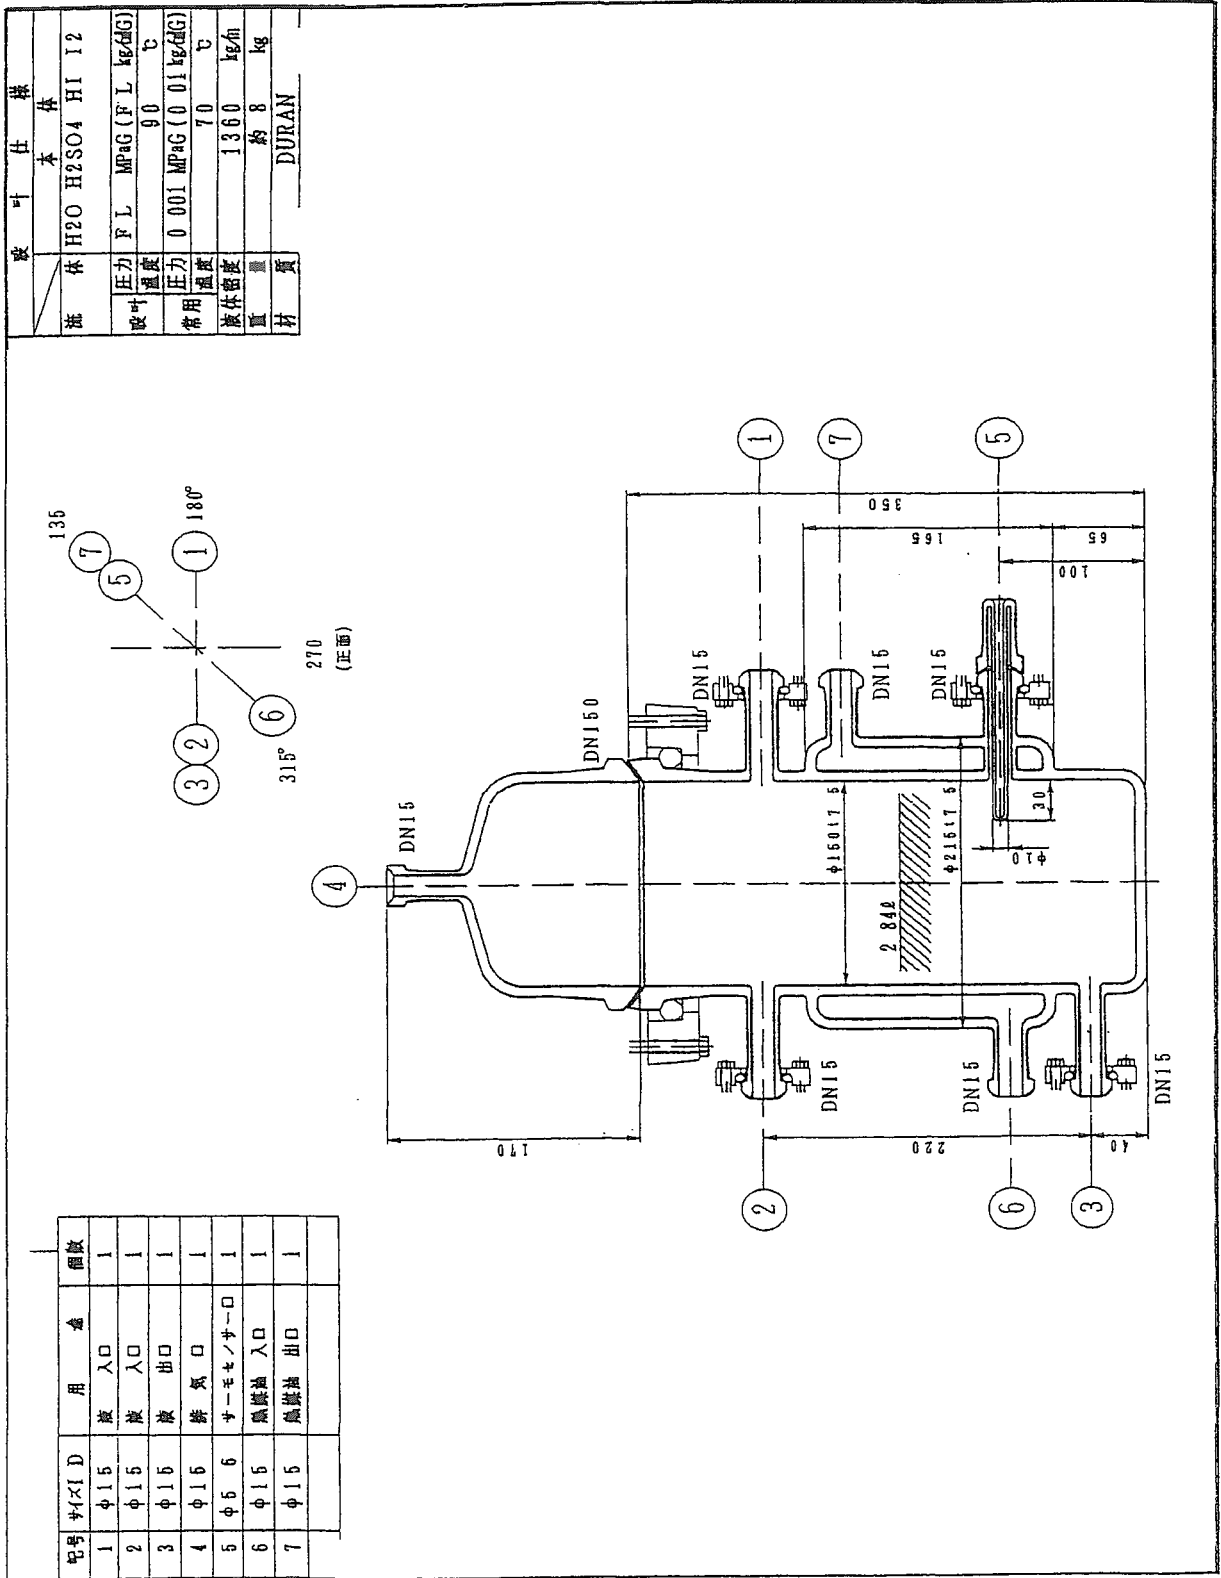 設計仕様
本体
流体 H2O H2SO4 HI I2
設計 圧力 F L MPaG (F L kg/㎠G)
温度 90 ℃
常用 圧力 0 001 MPaG (0 01 kg/㎠G)
温度 70 ℃
液体密度 1360 kg/㎥
重量 約 8 kg
材質 DURAN
135
7
5
1 180°
3 2
6
315°
270
(正面)
4
DN15
170
DN150
1
DN15
7
DN15
5
DN15
350
165
65
100
φ150t7 5
φ215t7 5
2 84ℓ
30
φ10
2
DN15
6
DN15
3
DN15
220
40
記号 サイズI D 用途 個数
1 φ15 液 入口 1
2 φ15 液 入口 1
3 φ15 液 出口 1
4 φ15 排 気 口 1
5 φ5 6 サーモセンサー口 1
6 φ15 熱媒油 入口 1
7 φ15 熱媒油 出口 1